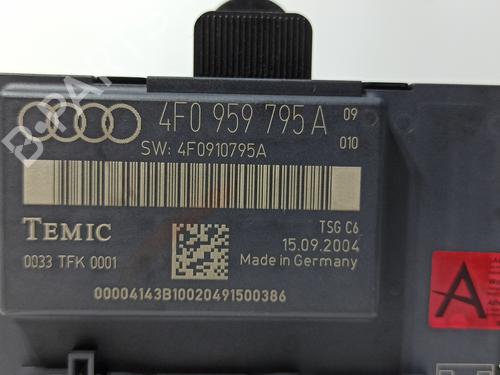 4F0 959 795 A 09
010
SW: 4F0910795A
TEMIC
TSG C6
15.09.2004
0033 TFK 0001
Made in Germany
00004143B10020491500386
A
B-PARTS